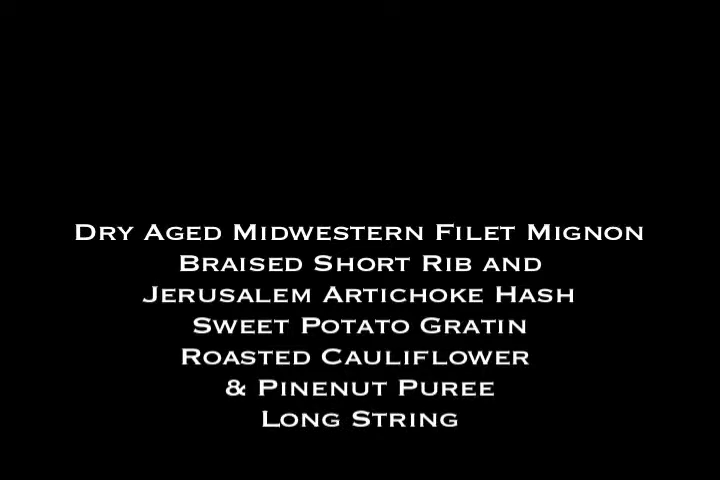 Dry Aged Midwestern Filet Mignon
Braised Short Rib and
Jerusalem Artichoke Hash
Sweet Potato Gratin
Roasted Cauliflower
& Pinenut Puree
Long String